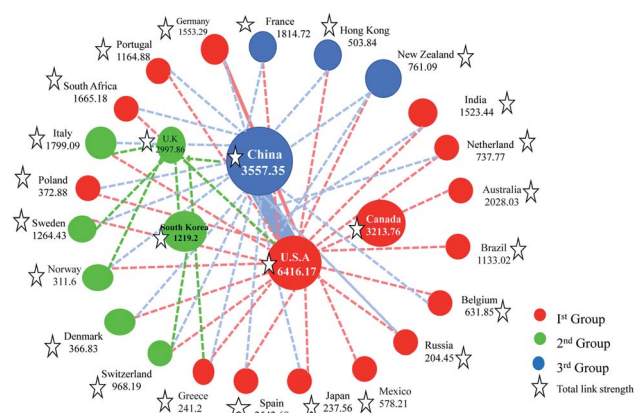 Germany
1553.29
France
1814.72
Hong Kong
503.84
Portugal
1164.88
New Zealand
761.09
South Africa
1665.18
India
1523.44
Italy
1799.09
U.K
2997.86
China
3557.35
Netherland
737.77
Poland
372.88
Australia
2028.03
Sweden
1264.43
South Korea
1219.2
Canada
3213.76
U.S.A
6416.17
Brazil
1133.02
Norway
311.6
Belgium
631.85
Denmark
366.83
Russia
204.45
Switzerland
968.19
Greece
241.2
Spain
Japan
237.56
Mexico
578.21
Ist Group
2nd Group
3rd Group
Total link strength